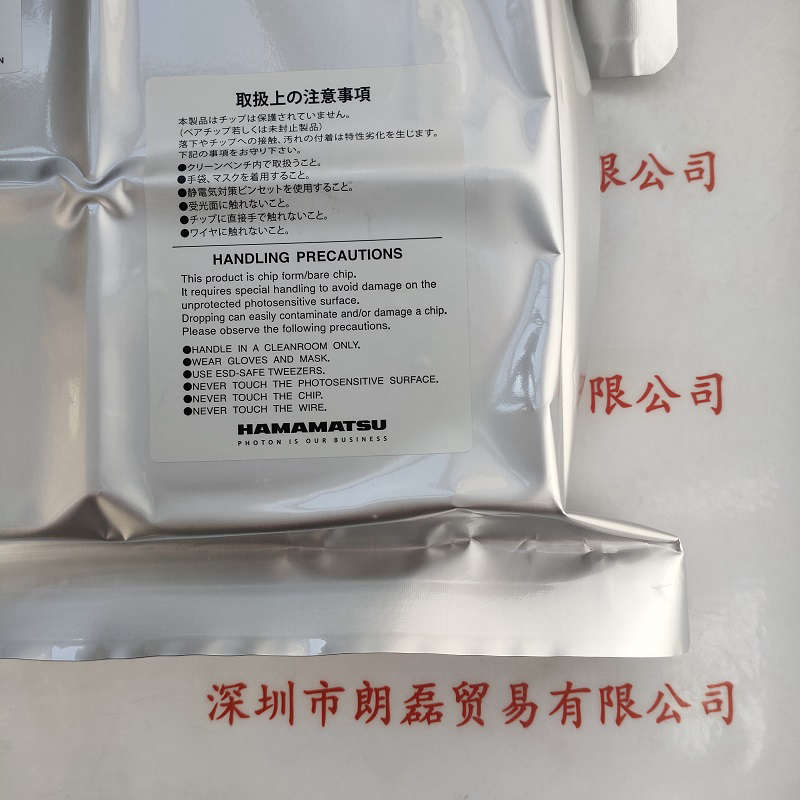 N
取扱上の注意事項
本製品はチップは保護されていません。
(ベアチップ若しくは未封止製品)
落下やチップへの接触、汚れの付着は特性劣化を生じます。
下記の事項をお守り下さい。
●クリーンベンチ内で取扱うこと。
●手袋、マスクを着用すること。
●静電気対策ピンセットを使用すること。
●受光面に触れないこと。
●チップに直接手で触れないこと。
●ワイヤに触れないこと。
HANDLING PRECAUTIONS
This product is chip form/bare chip.
It requires special handling to avoid damage on the
unprotected photosensitive surface.
Dropping can easily contaminate and/or damage a chip.
Please observe the following precautions.
●HANDLE IN A CLEANROOM ONLY.
●WEAR GLOVES AND MASK.
●USE ESD-SAFE TWEEZERS.
●NEVER TOUCH THE PHOTOSENSITIVE SURFACE.
●NEVER TOUCH THE CHIP.
●NEVER TOUCH THE WIRE.
HAMAMATSU
PHOTON IS OUR BUSINESS
限公司
有限公司
深圳市朗磊贸易有限公司